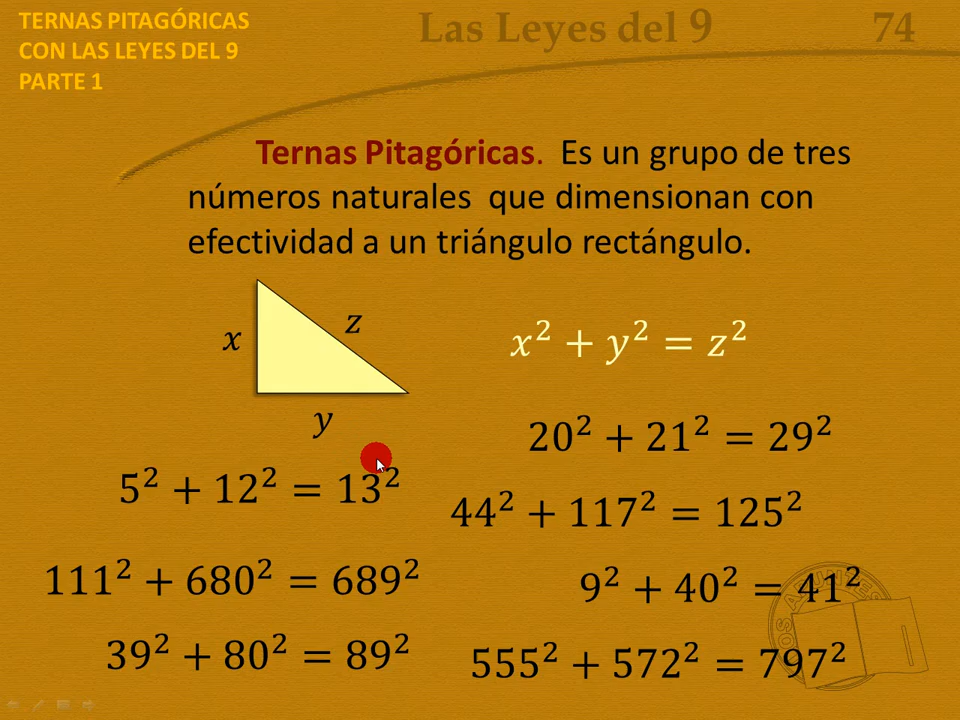 TERNAS PITAGÓRICAS
CON LAS LEYES DEL 9
PARTE 1
Las Leyes del 9
74
Ternas Pitagóricas. Es un grupo de tres
números naturales que dimensionan con
efectividad a un triángulo rectángulo.
x
z
y
x² + y² = z²
20² + 21² = 29²
5² + 12² = 13²
44² + 117² = 125²
111² + 680² = 689²
9² + 40² = 41²
39² + 80² = 89²
555² + 572² = 797²